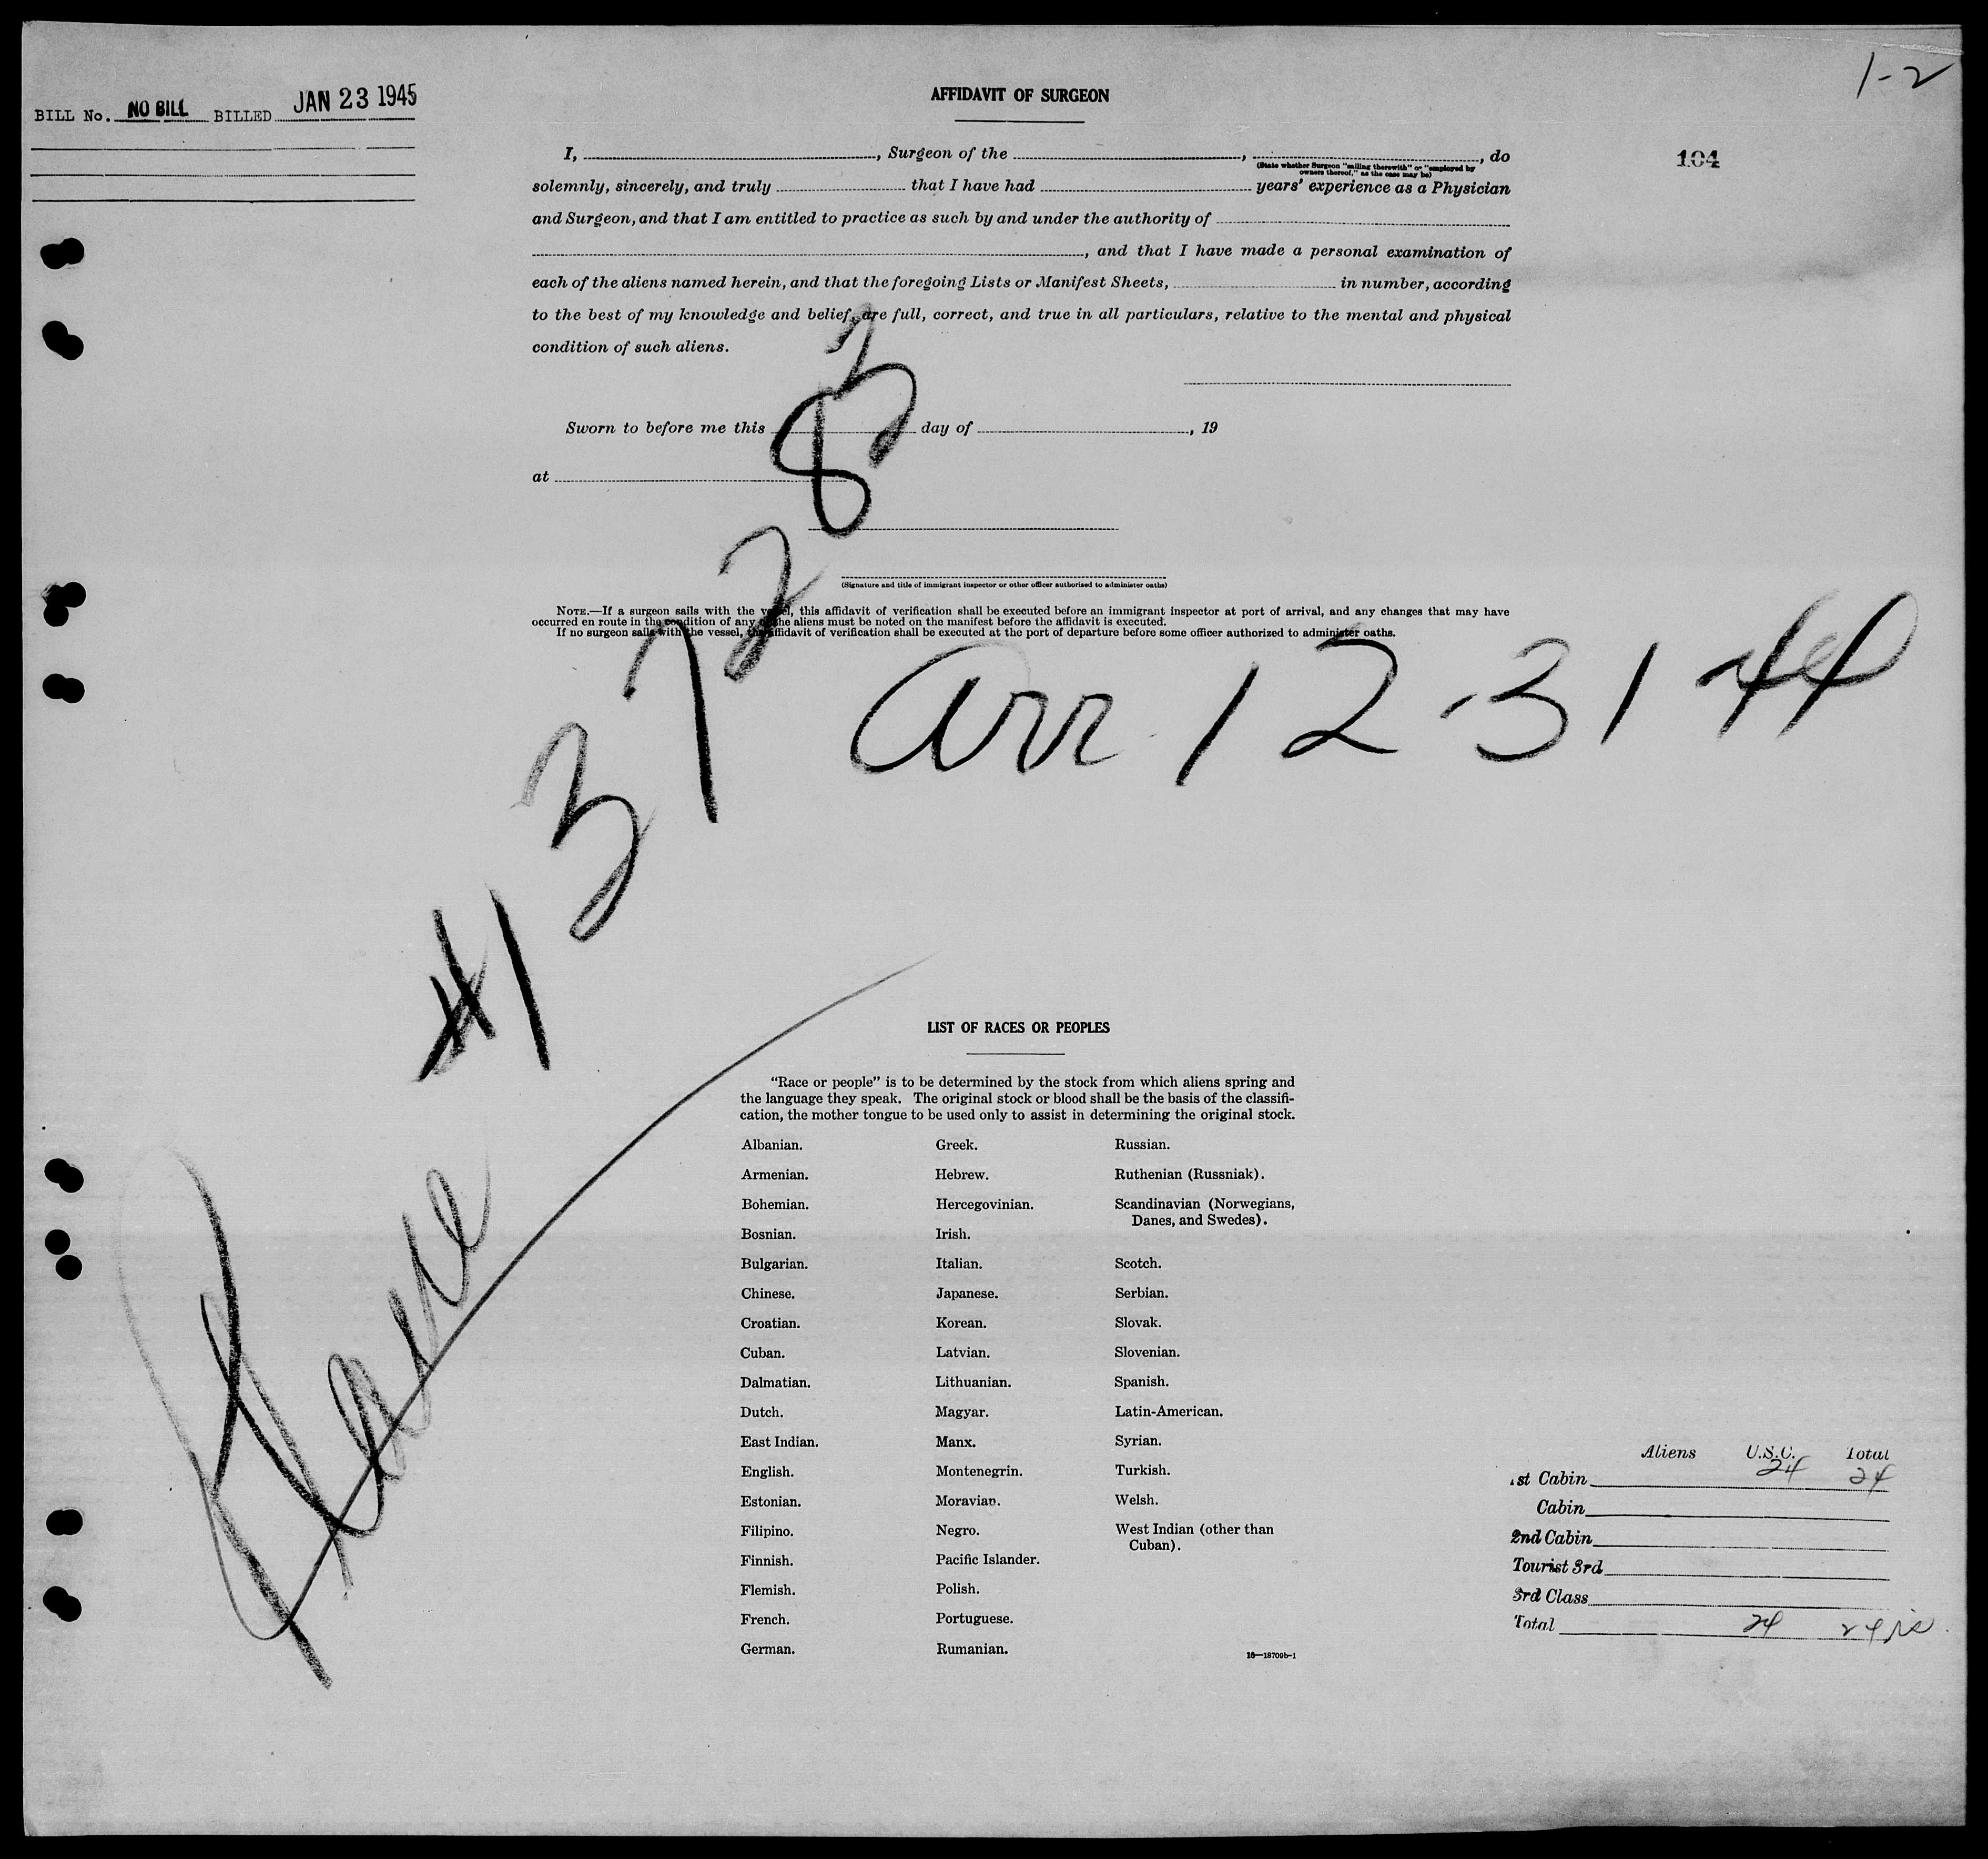 1-2
BILL No. NO BILL BILLED JAN 23 1945
AFFIDAVIT OF SURGEON
104
I, , Surgeon of the , , do
(State whether Surgeon "sailing therewith" or "employed by
owners thereof," as the case may be)
solemnly, sincerely, and truly that I have had years' experience as a Physician
and Surgeon, and that I am entitled to practice as such by and under the authority of
, and that I have made a personal examination of
each of the aliens named herein, and that the foregoing Lists or Manifest Sheets, in number, according
to the best of my knowledge and belief, are full, correct, and true in all particulars, relative to the mental and physical
condition of such aliens.
Sworn to before me this day of , 19
at
(Signature and title of immigrant inspector or other officer authorized to administer oaths)
NOTE.—If a surgeon sails with the vessel, this affidavit of verification shall be executed before an immigrant inspector at port of arrival, and any changes that may have
occurred en route in the condition of any of the aliens must be noted on the manifest before the affidavit is executed.
If no surgeon sails with the vessel, the affidavit of verification shall be executed at the port of departure before some officer authorized to administer oaths.
Arr 12-31-44
Plane #137283
LIST OF RACES OR PEOPLES
"Race or people" is to be determined by the stock from which aliens spring and
the language they speak. The original stock or blood shall be the basis of the classifi-
cation, the mother tongue to be used only to assist in determining the original stock.
Albanian.
Armenian.
Bohemian.
Bosnian.
Bulgarian.
Chinese.
Croatian.
Cuban.
Dalmatian.
Dutch.
East Indian.
English.
Estonian.
Filipino.
Finnish.
Flemish.
French.
German.
Greek.
Hebrew.
Hercegovinian.
Irish.
Italian.
Japanese.
Korean.
Latvian.
Lithuanian.
Magyar.
Manx.
Montenegrin.
Moravian.
Negro.
Pacific Islander.
Polish.
Portuguese.
Rumanian.
Russian.
Ruthenian (Russniak).
Scandinavian (Norwegians,
Danes, and Swedes).
Scotch.
Serbian.
Slovak.
Slovenian.
Spanish.
Latin-American.
Syrian.
Turkish.
Welsh.
West Indian (other than
Cuban).
16—18709b-1
Aliens U.S.C. Total
1st Cabin 24 24
Cabin
2nd Cabin
Tourist 3rd
3rd Class
Total 24 24